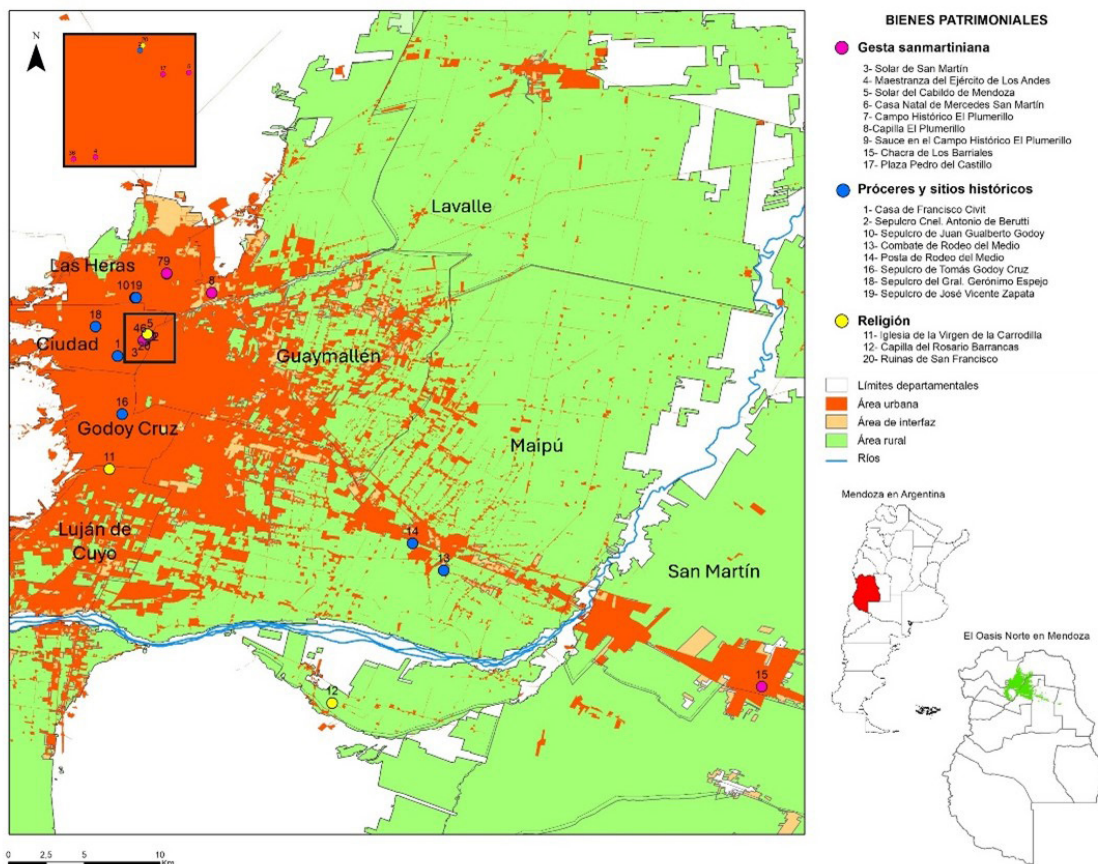 N
17
4
Lavalle
Las Heras
79
8
1019
18
46
5
2
Ciudad
1
3
20
Guaymallén
16
Godoy Cruz
Maipú
11
Luján de
Cuyo
14
13
San Martín
15
12
0 2,5 5 10
Km
BIENES PATRIMONIALES
Gesta sanmartiniana
3- Solar de San Martín
4- Maestranza del Ejército de Los Andes
5- Solar del Cabildo de Mendoza
6- Casa Natal de Mercedes San Martín
7- Campo Histórico El Plumerillo
8-Capilla El Plumerillo
9- Sauce en el Campo Histórico El Plumerillo
15- Chacra de Los Barriales
17- Plaza Pedro del Castillo
Próceres y sitios históricos
1- Casa de Francisco Civit
2- Sepulcro Cnel. Antonio de Berutti
10- Sepulcro de Juan Gualberto Godoy
13- Combate de Rodeo del Medio
14- Posta de Rodeo del Medio
16- Sepulcro de Tomás Godoy Cruz
18- Sepulcro del Gral. Gerónimo Espejo
19- Sepulcro de José Vicente Zapata
Religión
11- Iglesia de la Virgen de la Carrodilla
12- Capilla del Rosario Barrancas
20- Ruinas de San Francisco
Límites departamentales
Área urbana
Área de interfaz
Área rural
Ríos
Mendoza en Argentina
El Oasis Norte en Mendoza